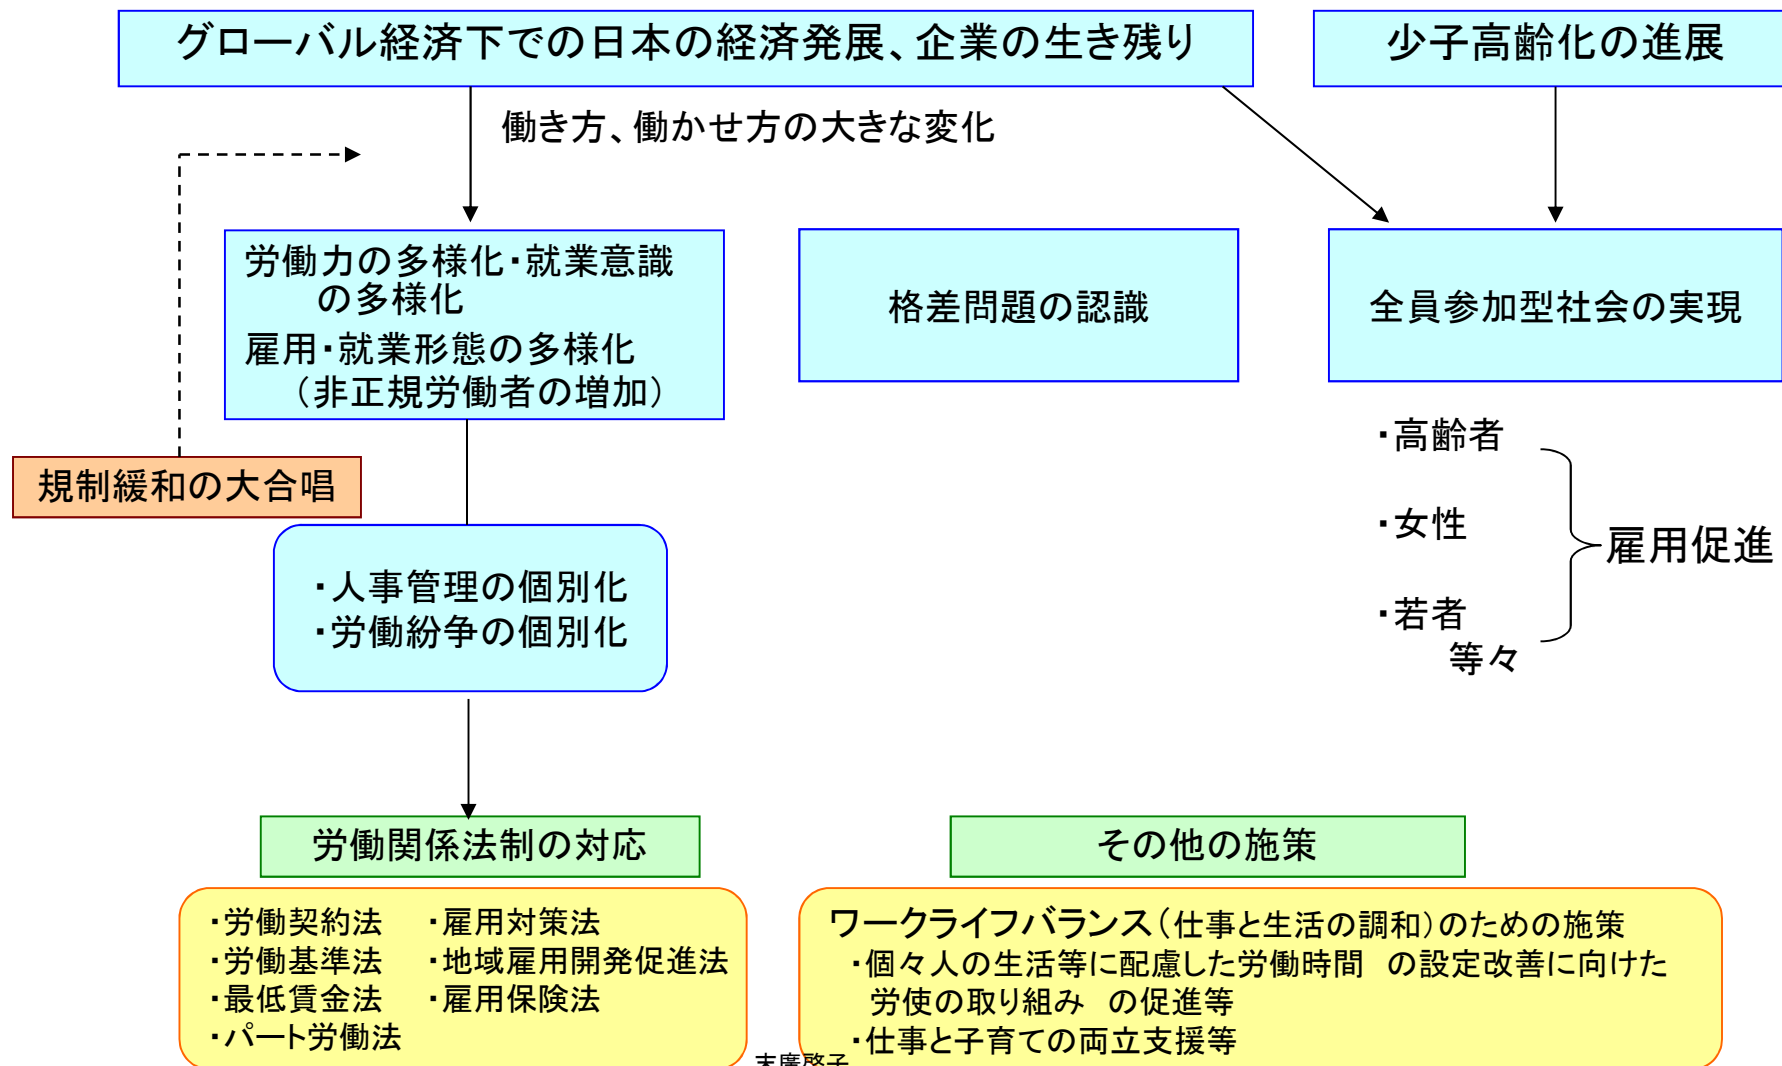 グローバル経済下での日本の経済発展、企業の生き残り
少子高齢化の進展
働き方、働かせ方の大きな変化
労働力の多様化・就業意識
の多様化
雇用・就業形態の多様化
（非正規労働者の増加）
格差問題の認識
全員参加型社会の実現
・高齢者
・女性
・若者
等々
雇用促進
規制緩和の大合唱
・人事管理の個別化
・労働紛争の個別化
労働関係法制の対応
その他の施策
・労働契約法 ・雇用対策法
・労働基準法 ・地域雇用開発促進法
・最低賃金法 ・雇用保険法
・パート労働法
ワークライフバランス（仕事と生活の調和）のための施策
・個々人の生活等に配慮した労働時間 の設定改善に向けた
労使の取り組み の促進等
・仕事と子育ての両立支援等
末廣啓子